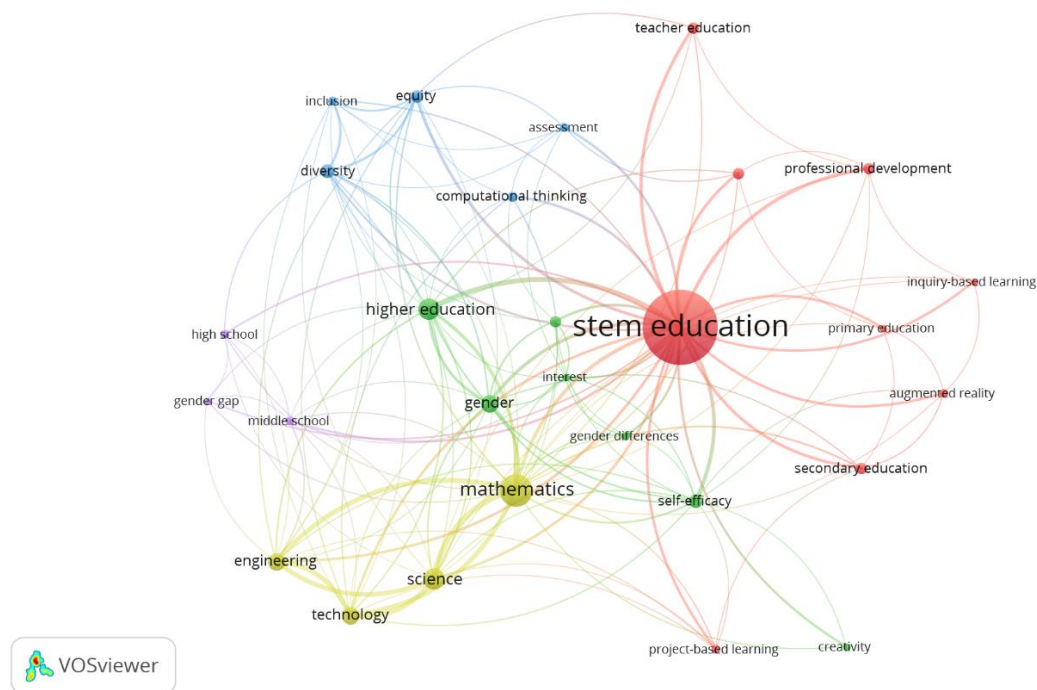 teacher education
equity
inclusion
assessment
diversity
professional development
computational thinking
inquiry-based learning
higher education
stem education
primary education
high school
interest
augmented reality
gender gap
gender
middle school
gender differences
secondary education
mathematics
self-efficacy
engineering
science
technology
project-based learning
creativity
VOSviewer